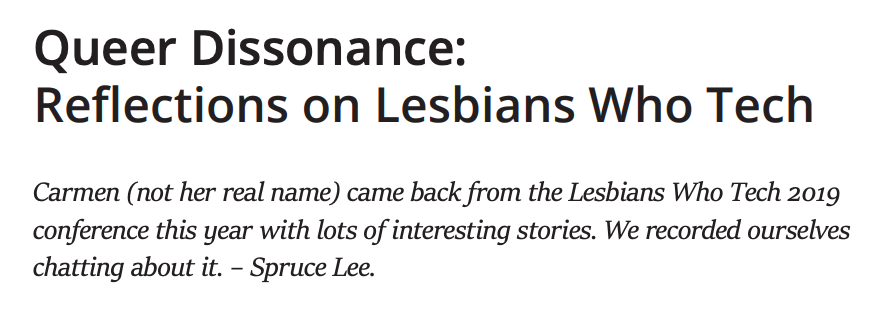 Queer Dissonance:
Reflections on Lesbians Who Tech
Carmen (not her real name) came back from the Lesbians Who Tech 2019
conference this year with lots of interesting stories. We recorded ourselves
chatting about it. – Spruce Lee.